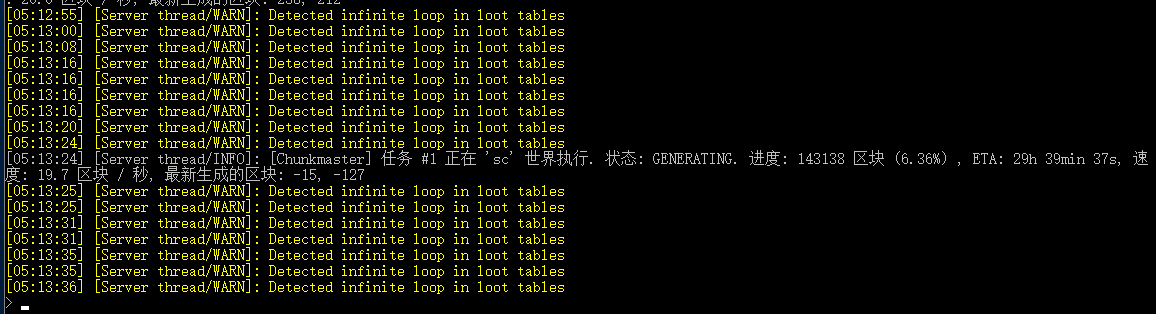 : 20.0 区块 / 秒, 最新生成的区块: 238, 212
[05:12:55] [Server thread/WARN]: Detected infinite loop in loot tables
[05:13:00] [Server thread/WARN]: Detected infinite loop in loot tables
[05:13:08] [Server thread/WARN]: Detected infinite loop in loot tables
[05:13:16] [Server thread/WARN]: Detected infinite loop in loot tables
[05:13:16] [Server thread/WARN]: Detected infinite loop in loot tables
[05:13:16] [Server thread/WARN]: Detected infinite loop in loot tables
[05:13:16] [Server thread/WARN]: Detected infinite loop in loot tables
[05:13:20] [Server thread/WARN]: Detected infinite loop in loot tables
[05:13:24] [Server thread/WARN]: Detected infinite loop in loot tables
[05:13:24] [Server thread/INFO]: [Chunkmaster] 任务 #1 正在 'sc' 世界执行. 状态: GENERATING. 进度: 143138 区块 (6.36%) , ETA: 29h 39min 37s, 速
度: 19.7 区块 / 秒, 最新生成的区块: -15, -127
[05:13:25] [Server thread/WARN]: Detected infinite loop in loot tables
[05:13:25] [Server thread/WARN]: Detected infinite loop in loot tables
[05:13:31] [Server thread/WARN]: Detected infinite loop in loot tables
[05:13:31] [Server thread/WARN]: Detected infinite loop in loot tables
[05:13:35] [Server thread/WARN]: Detected infinite loop in loot tables
[05:13:35] [Server thread/WARN]: Detected infinite loop in loot tables
[05:13:36] [Server thread/WARN]: Detected infinite loop in loot tables
>